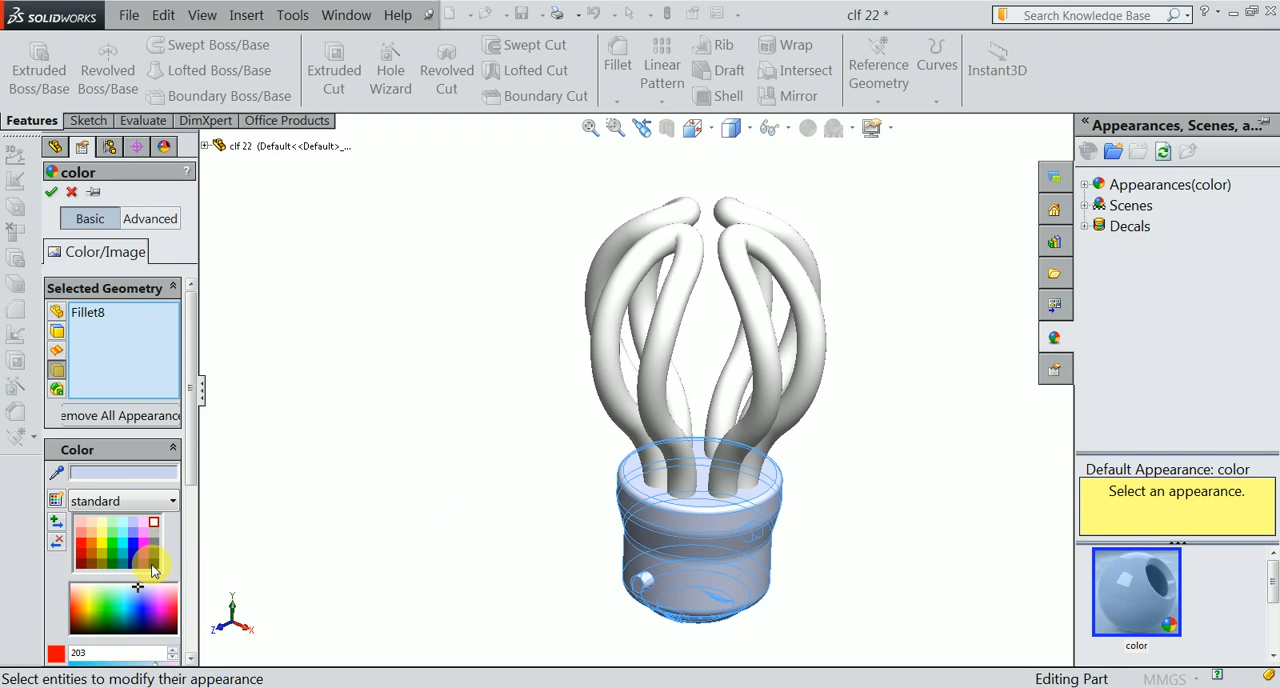 SOLIDWORKS
File Edit View Insert Tools Window Help
clf 22 *
Search Knowledge Base
Extruded Boss/Base
Revolved Boss/Base
Swept Boss/Base
Lofted Boss/Base
Boundary Boss/Base
Extruded Cut
Hole Wizard
Revolved Cut
Swept Cut
Lofted Cut
Boundary Cut
Fillet
Linear Pattern
Rib
Draft
Shell
Wrap
Intersect
Mirror
Reference Geometry
Curves
Instant3D
Features Sketch Evaluate DimXpert Office Products
clf 22 (Default<<Default>_...
color
?
Basic Advanced
Color/Image
Selected Geometry
Fillet8
emove All Appearance
Color
standard
203
Y
Z
X
Appearances, Scenes, a...
Appearances(color)
Scenes
Decals
Default Appearance: color
Select an appearance.
color
Select entities to modify their appearance
Editing Part
MMGS